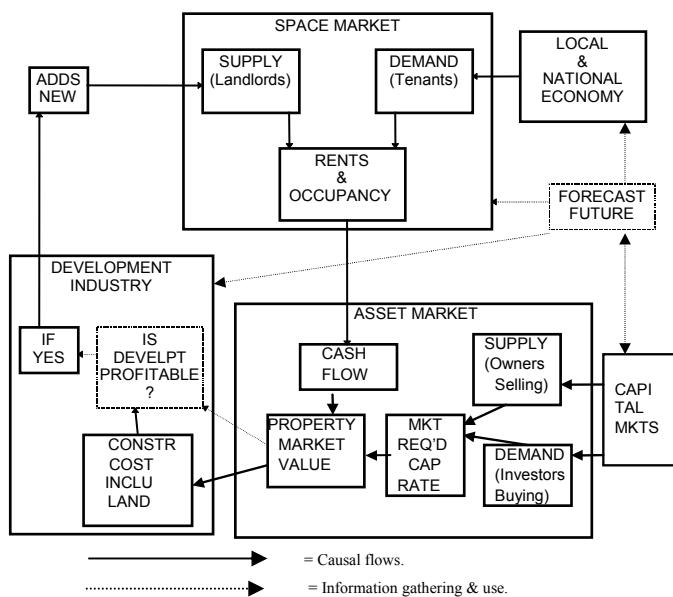 SPACE MARKET
SUPPLY
(Landlords)
DEMAND
(Tenants)
LOCAL
&
NATIONAL
ECONOMY
ADDS
NEW
RENTS
&
OCCUPANCY
FORECAST
FUTURE
DEVELOPMENT
INDUSTRY
IF
YES
IS
DEVELPT
PROFITABLE
?
CONSTR
COST
INCLU
LAND
ASSET MARKET
CASH
FLOW
SUPPLY
(Owners
Selling)
PROPERTY
MARKET
VALUE
MKT
REQ'D
CAP
RATE
DEMAND
(Investors
Buying)
CAPI
TAL
MKTS
= Causal flows.
= Information gathering & use.